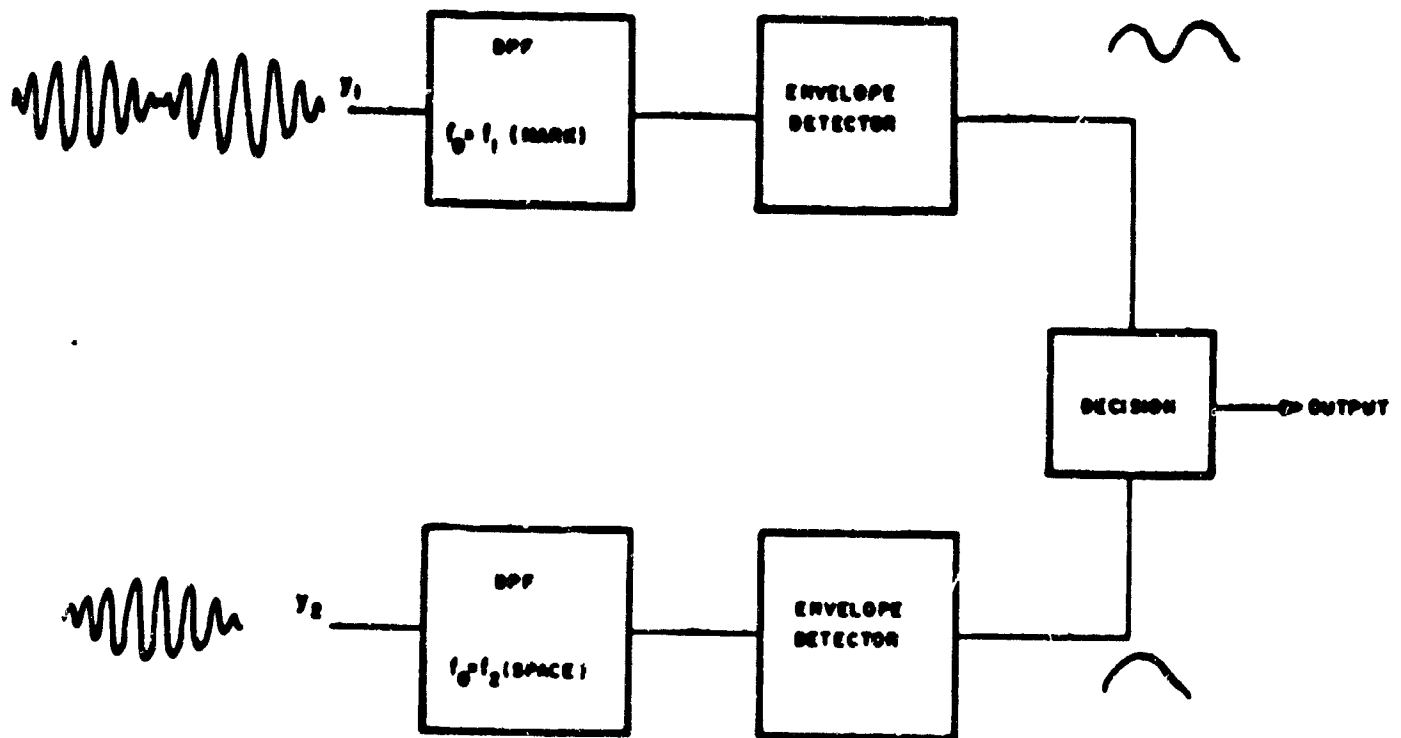 BPF
y₁
ENVELOPE
DETECTOR
f₀ = f₁ (MARK)
DECISION
OUTPUT
BPF
y₂
ENVELOPE
DETECTOR
f₀ = f₂ (SPACE)